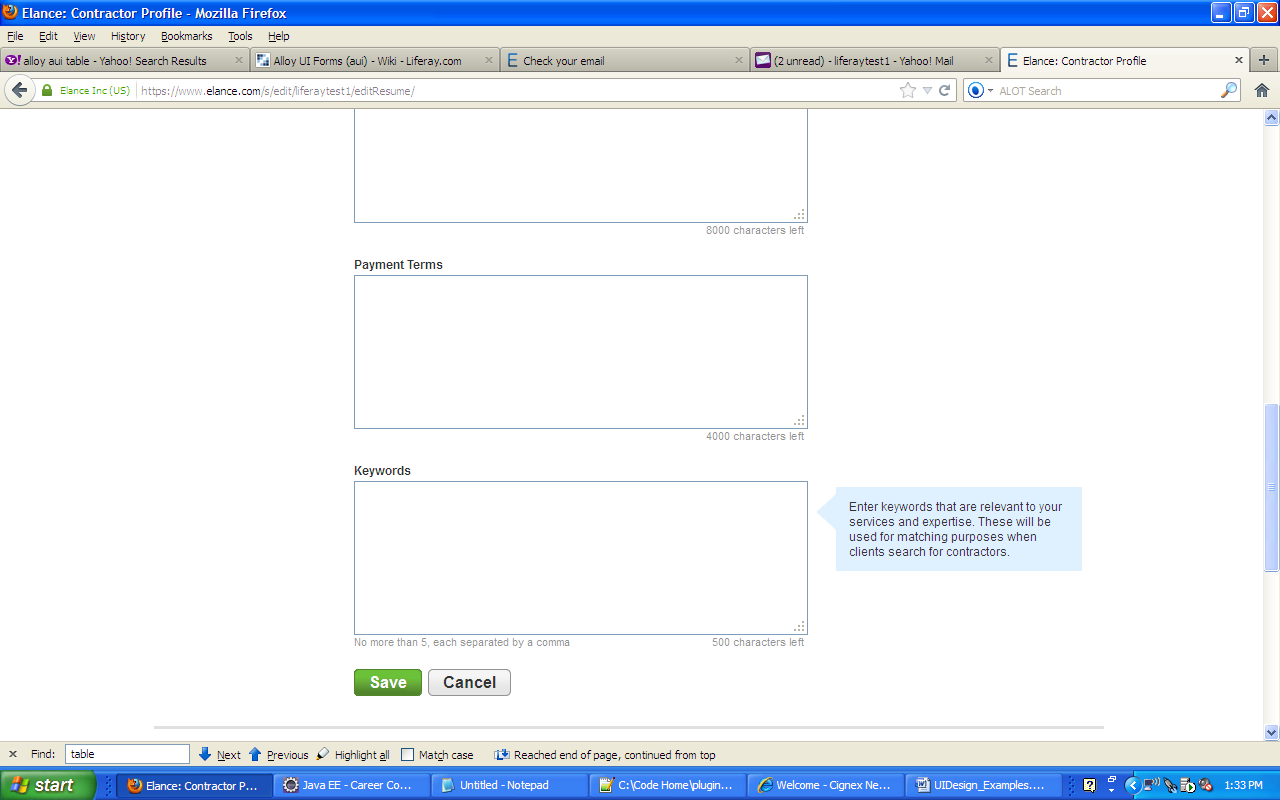 Elance: Contractor Profile - Mozilla Firefox
File Edit View History Bookmarks Tools Help
Y! alloy aui table - Yahoo! Search Results
Alloy UI Forms (aui) - Wiki - Liferay.com
E Check your email
(2 unread) - liferaytest1 - Yahoo! Mail
E Elance: Contractor Profile
Elance Inc (US) https://www.elance.com/s/edit/liferaytest1/editResume/
ALOT Search
8000 characters left
Payment Terms
4000 characters left
Keywords
Enter keywords that are relevant to your
services and expertise. These will be
used for matching purposes when
clients search for contractors.
No more than 5, each separated by a comma 500 characters left
Save Cancel
Find: table Next Previous Highlight all Match case Reached end of page, continued from top
start Elance: Contractor P... Java EE - Career Co... Untitled - Notepad C:\Code Home\plugin... Welcome - Cignex Ne... UIDesign_Examples.... 1:33 PM